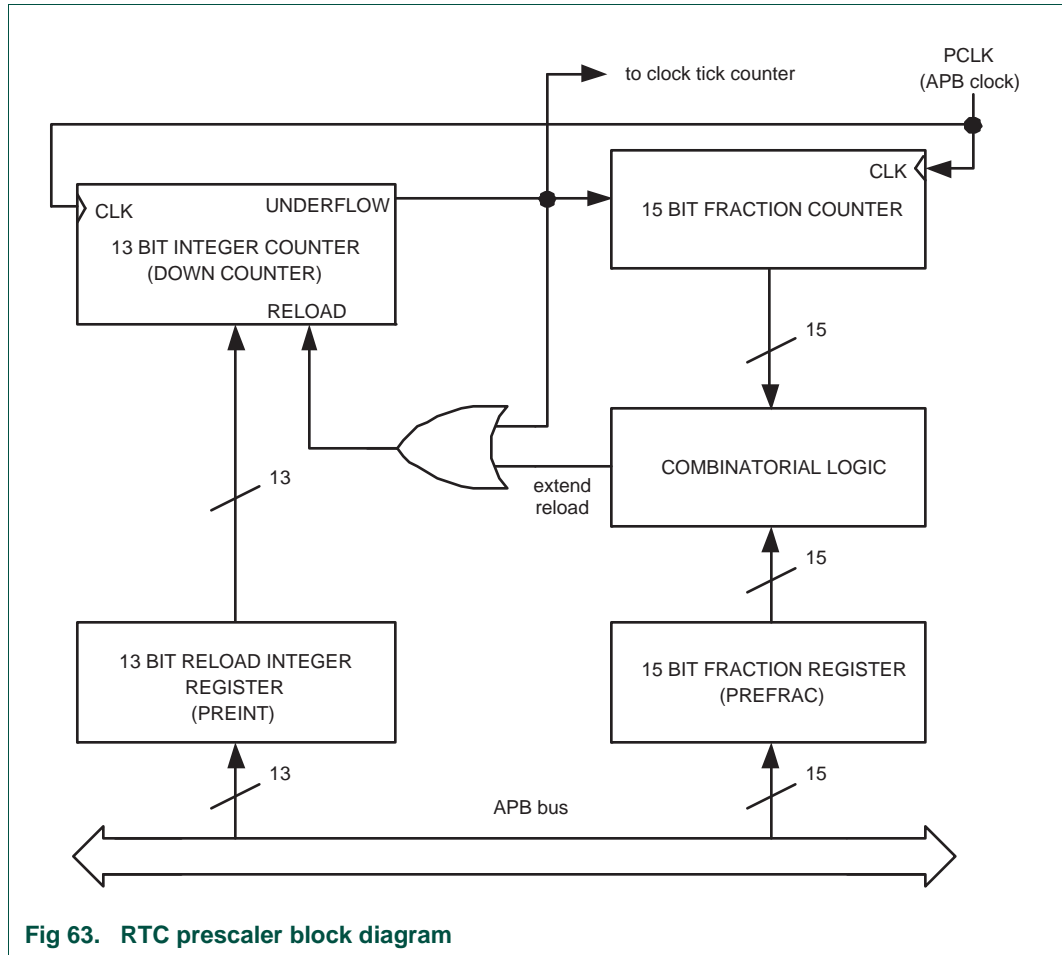 PCLK
(APB clock)
to clock tick counter
CLK
UNDERFLOW
13 BIT INTEGER COUNTER
(DOWN COUNTER)
RELOAD
CLK
15 BIT FRACTION COUNTER
15
COMBINATORIAL LOGIC
extend
reload
13
15
13 BIT RELOAD INTEGER
REGISTER
(PREINT)
15 BIT FRACTION REGISTER
(PREFRAC)
13
15
APB bus
Fig 63. RTC prescaler block diagram